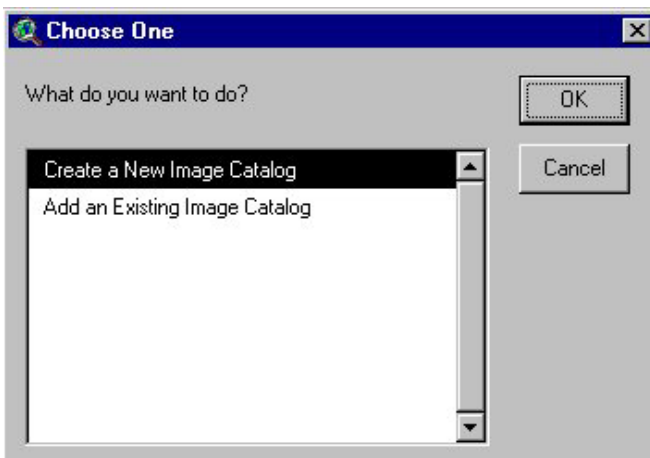 Choose One
What do you want to do?
OK
Create a New Image Catalog
Cancel
Add an Existing Image Catalog